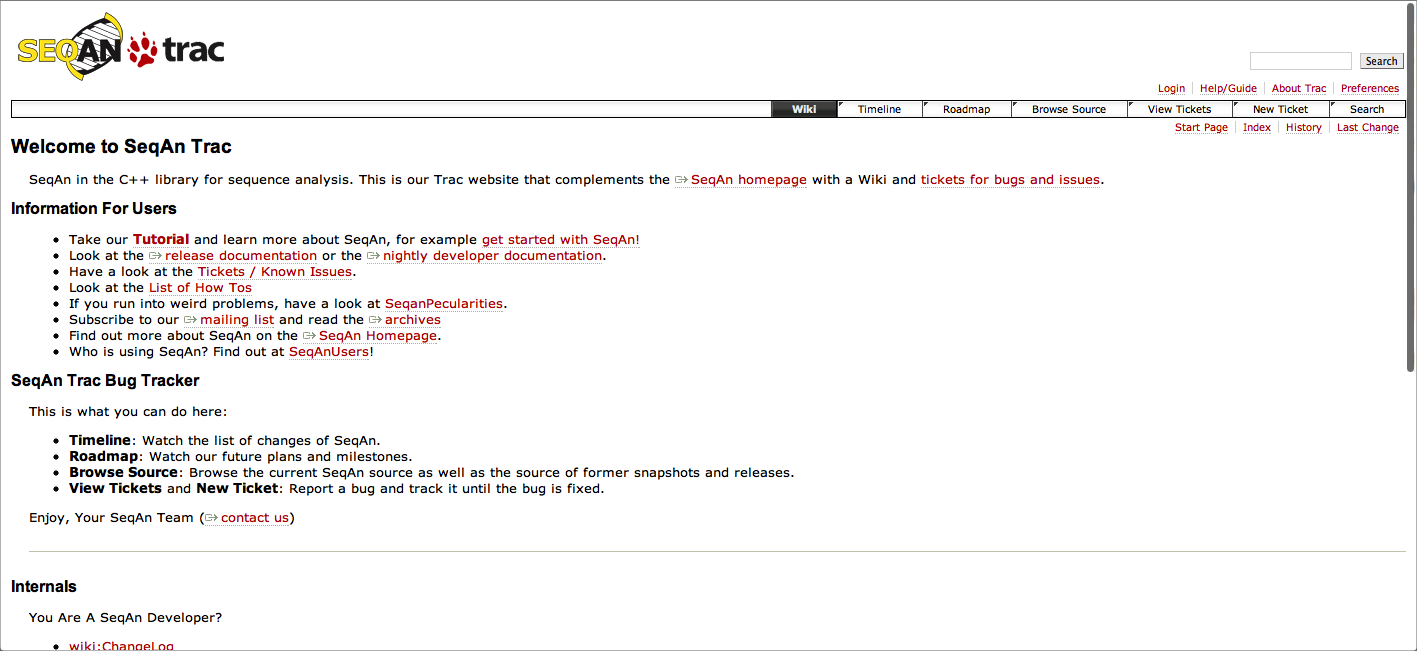 SEQAN trac
Search
Login Help/Guide About Trac Preferences
Wiki Timeline Roadmap Browse Source View Tickets New Ticket Search
Start Page Index History Last Change
Welcome to SeqAn Trac
SeqAn in the C++ library for sequence analysis. This is our Trac website that complements the SeqAn homepage with a Wiki and tickets for bugs and issues.
Information For Users
• Take our Tutorial and learn more about SeqAn, for example get started with SeqAn!
• Look at the release documentation or the nightly developer documentation.
• Have a look at the Tickets / Known Issues.
• Look at the List of How Tos
• If you run into weird problems, have a look at SeqanPecularities.
• Subscribe to our mailing list and read the archives
• Find out more about SeqAn on the SeqAn Homepage.
• Who is using SeqAn? Find out at SeqAnUsers!
SeqAn Trac Bug Tracker
This is what you can do here:
• Timeline: Watch the list of changes of SeqAn.
• Roadmap: Watch our future plans and milestones.
• Browse Source: Browse the current SeqAn source as well as the source of former snapshots and releases.
• View Tickets and New Ticket: Report a bug and track it until the bug is fixed.
Enjoy, Your SeqAn Team (contact us)
Internals
You Are A SeqAn Developer?
• wiki:ChangeLog